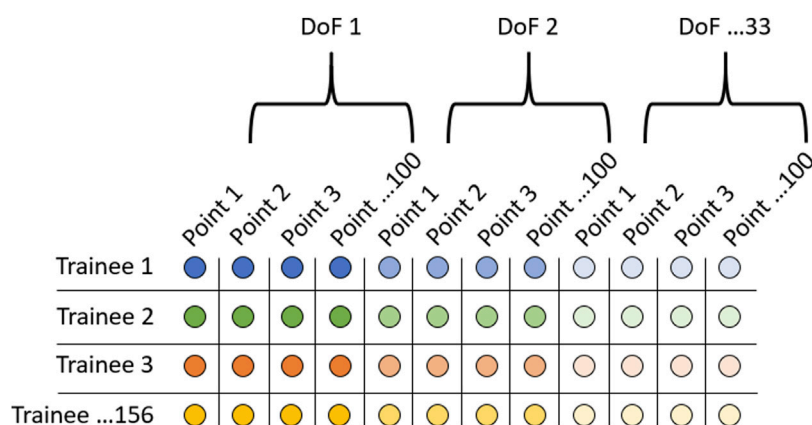 DoF 1 DoF 2 DoF ...33
Point 1 Point 2 Point 3 Point ...100 Point 1 Point 2 Point 3 Point ...100 Point 1 Point 2 Point 3 Point ...100
Trainee 1
Trainee 2
Trainee 3
Trainee ...156